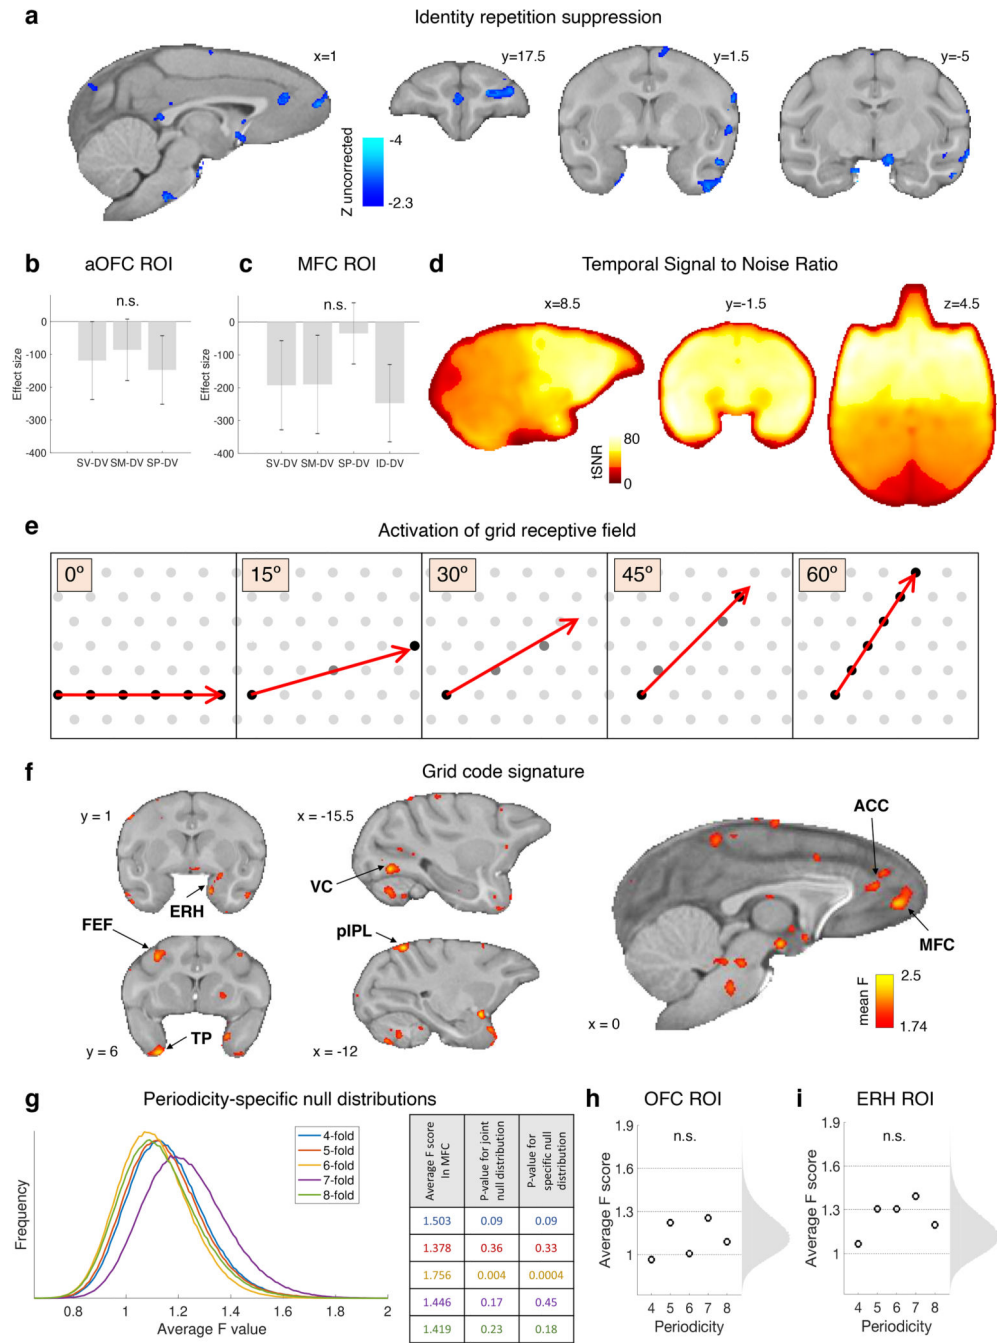 a
Identity repetition suppression
x=1
y=17.5
y=1.5
y=-5
Z uncorrected
-4
-2.3
b
aOFC ROI
n.s.
Effect size
0
-100
-200
-300
-400
SV-DV SM-DV SP-DV
c
MFC ROI
n.s.
Effect size
0
-100
-200
-300
-400
SV-DV SM-DV SP-DV ID-DV
d
Temporal Signal to Noise Ratio
x=8.5
y=-1.5
z=4.5
tSNR
80
0
e
Activation of grid receptive field
0º
15º
30º
45º
60º
f
Grid code signature
y = 1
ERH
FEF
TP
y = 6
x = -15.5
VC
pIPL
x = -12
ACC
MFC
x = 0
mean F
2.5
1.74
g
Periodicity-specific null distributions
4-fold
5-fold
6-fold
7-fold
8-fold
Frequency
0.8 1 1.2 1.4 1.6 1.8 2
Average F value
Average F score
In MFC
P-value for joint
null distribution
P-value for
specific null
distribution
1.503 0.09 0.09
1.378 0.36 0.33
1.756 0.004 0.0004
1.446 0.17 0.45
1.419 0.23 0.18
h
OFC ROI
n.s.
Average F score
1.9
1.6
1.3
1
4 5 6 7 8
Periodicity
i
ERH ROI
n.s.
Average F score
1.9
1.6
1.3
1
4 5 6 7 8
Periodicity